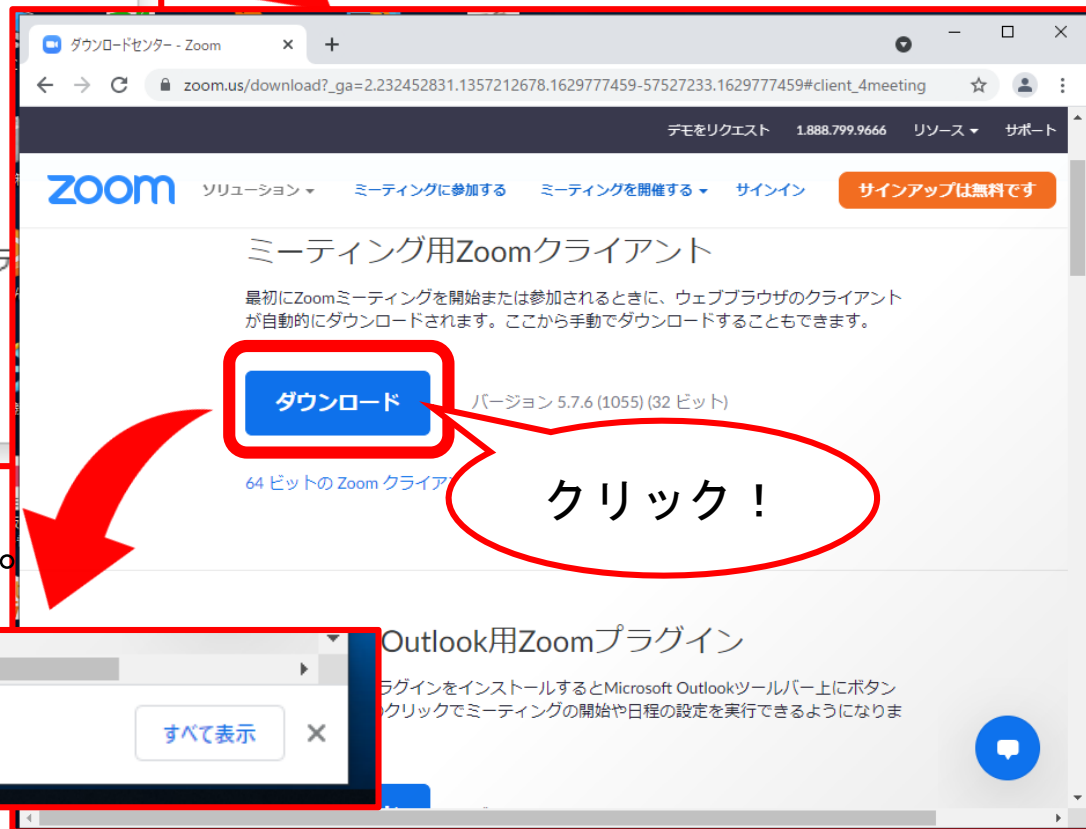 ダウンロードセンター - Zoom
zoom.us/download?_ga=2.232452831.1357212678.1629777459-57527233.1629777459#client_4meeting
デモをリクエスト 1.888.799.9666 リソース サポート
zoom ソリューション ミーティングに参加する ミーティングを開催する サインイン サインアップは無料です
ミーティング用Zoomクライアント
最初にZoomミーティングを開始または参加されるときに、ウェブブラウザのクライアント
が自動的にダウンロードされます。ここから手動でダウンロードすることもできます。
ダウンロード バージョン 5.7.6 (1055) (32 ビット)
64 ビットの Zoom クライア
クリック！
Outlook用Zoomプラグイン
ラグインをインストールするとMicrosoft Outlookツールバー上にボタン
クリックでミーティングの開始や日程の設定を実行できるようになりま
すべて表示